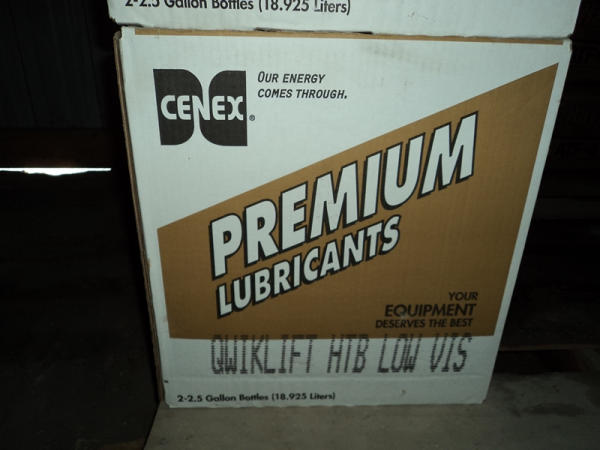 2-2.5 Gallon Bottles (18.925 Liters)
CENEX®
OUR ENERGY
COMES THROUGH.
PREMIUM
LUBRICANTS
YOUR
EQUIPMENT
DESERVES THE BEST
QWIKLIFT HTB LOW VIS
2-2.5 Gallon Bottles (18.925 Liters)